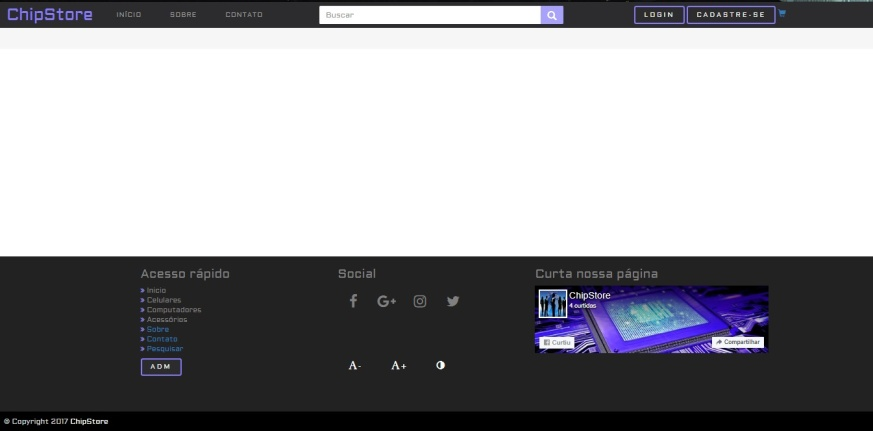 ChipStore INÍCIO SOBRE CONTATO Buscar LOGIN CADASTRE-SE
Acesso rápido
» Inicio
» Celulares
» Computadores
» Acessórios
» Sobre
» Contato
» Pesquisar
ADM
Social
G+
A- A+
Curta nossa página
ChipStore
4 curtidas
Curtiu Compartilhar
© Copyright 2017 ChipStore